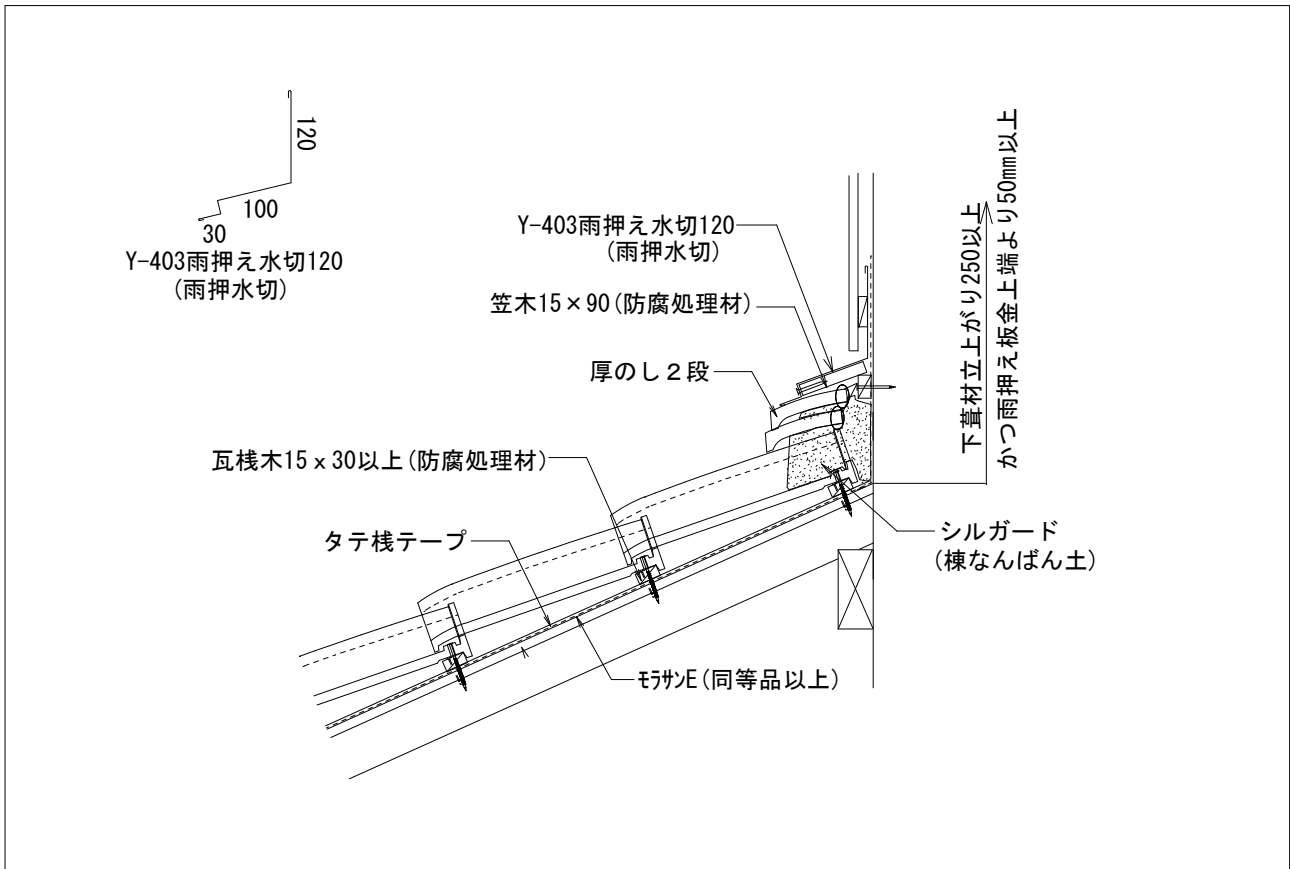 120
100
30
Y-403雨押え水切120
(雨押水切)
Y-403雨押え水切120
(雨押水切)
笠木15×90(防腐処理材)
厚のし２段
瓦桟木15x30以上(防腐処理材)
タテ桟テープ
ﾓﾗｻﾝE(同等品以上)
シルガード
(棟なんばん土)
下葺材立上がり250以上
かつ雨押え板金上端より50mm以上